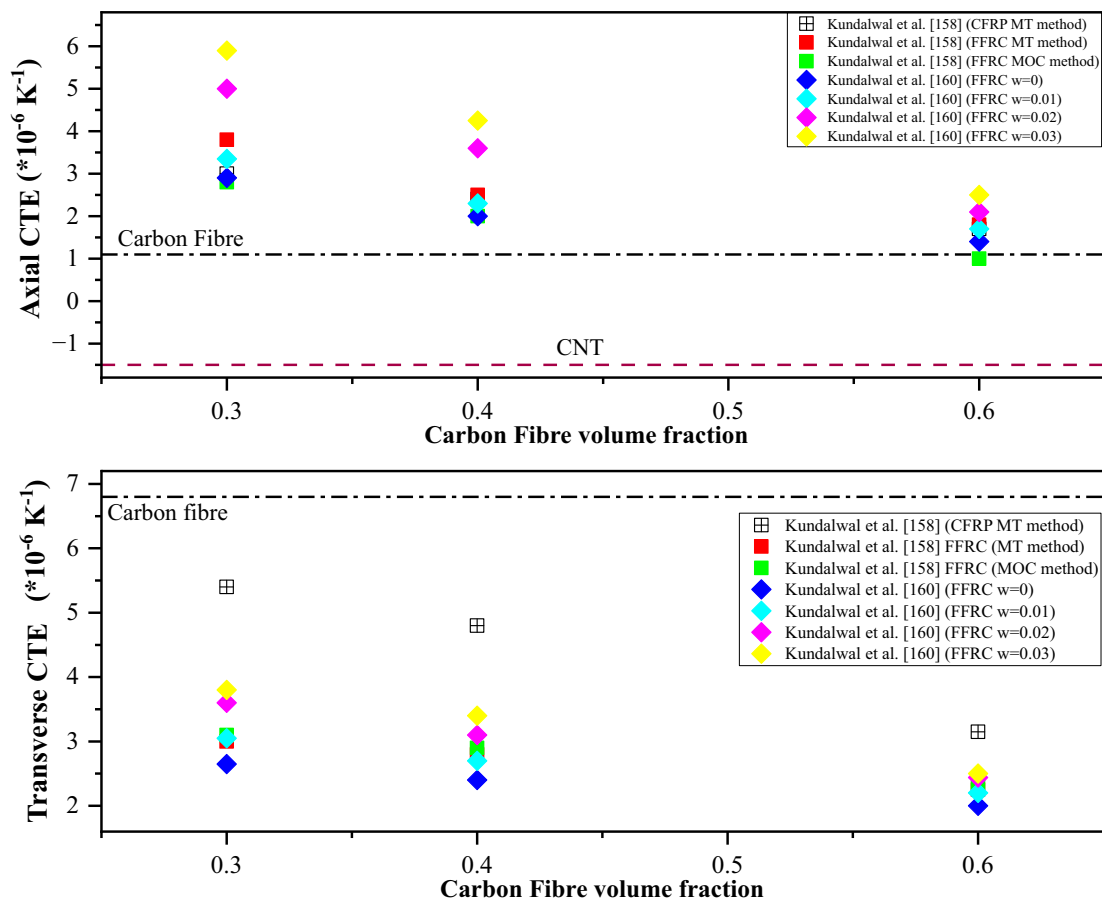 Kundalwal et al. [158] (CFRP MT method)
Kundalwal et al. [158] (FFRC MT method)
Kundalwal et al. [158] (FFRC MOC method)
Kundalwal et al. [160] (FFRC w=0)
Kundalwal et al. [160] (FFRC w=0.01)
Kundalwal et al. [160] (FFRC w=0.02)
Kundalwal et al. [160] (FFRC w=0.03)
Axial CTE (*10⁻⁶ K⁻¹)
6
5
4
3
2
1
0
−1
Carbon Fibre
CNT
0.3 0.4 0.5 0.6
Carbon Fibre volume fraction
Transverse CTE (*10⁻⁶ K⁻¹)
7
6
5
4
3
2
Carbon fibre
Kundalwal et al. [158] (CFRP MT method)
Kundalwal et al. [158] FFRC (MT method)
Kundalwal et al. [158] FFRC (MOC method)
Kundalwal et al. [160] (FFRC w=0)
Kundalwal et al. [160] (FFRC w=0.01)
Kundalwal et al. [160] (FFRC w=0.02)
Kundalwal et al. [160] (FFRC w=0.03)
0.3 0.4 0.5 0.6
Carbon Fibre volume fraction